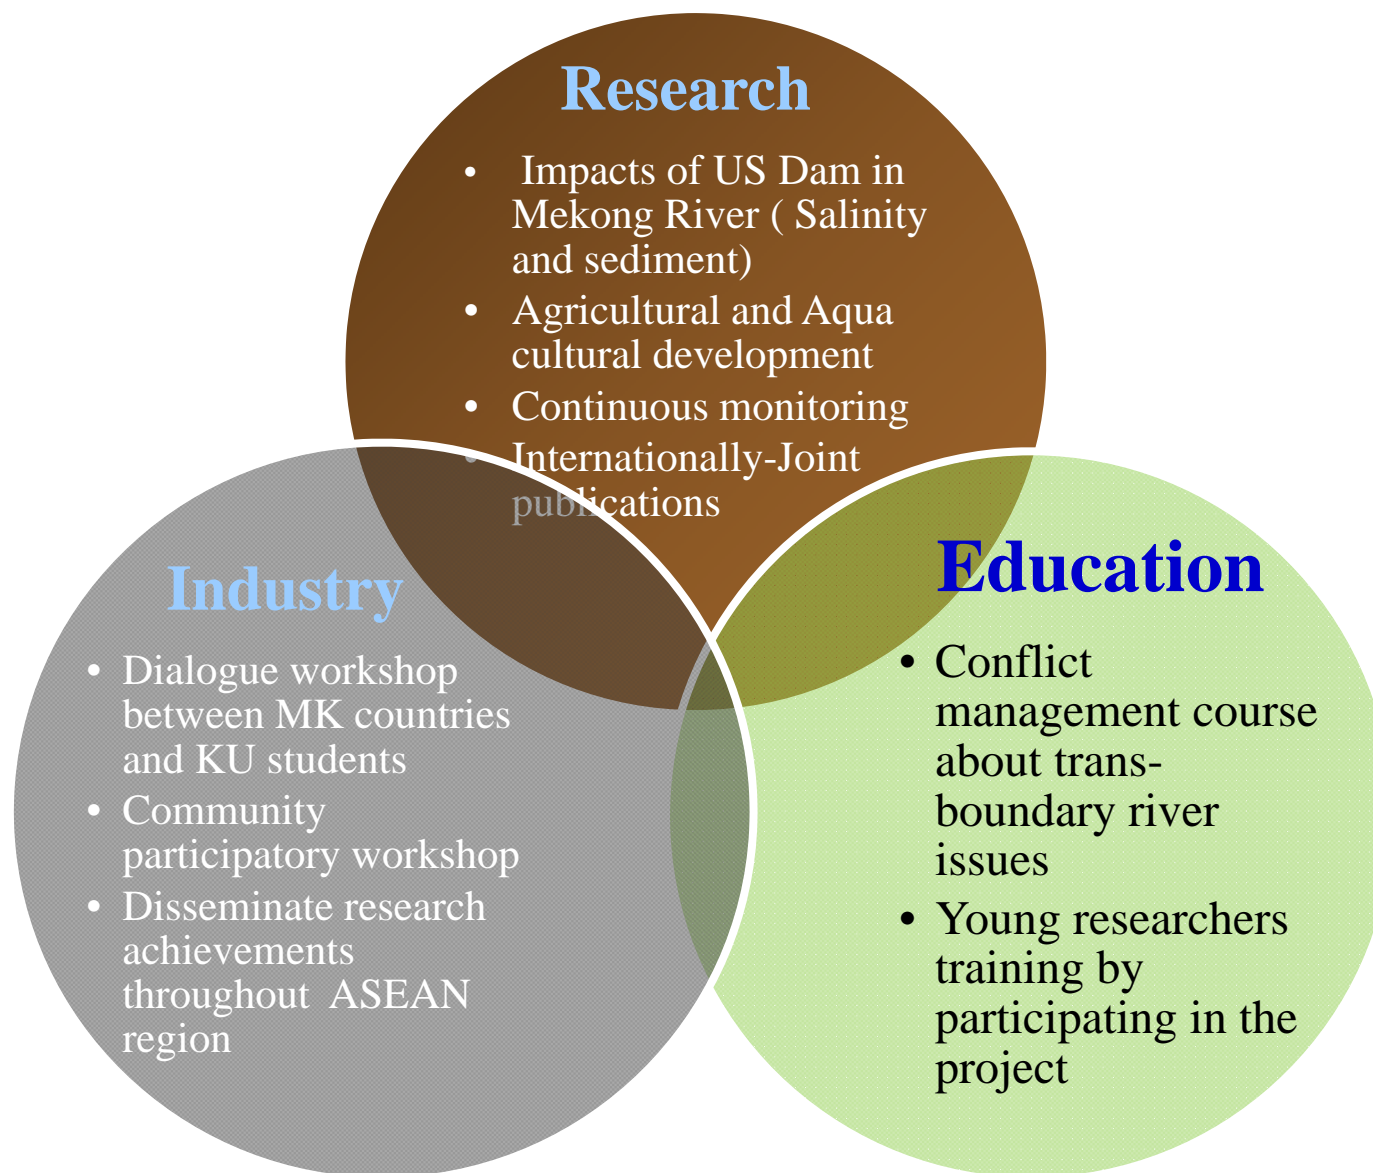 Research
• Impacts of US Dam in
Mekong River ( Salinity
and sediment)
• Agricultural and Aqua
cultural development
• Continuous monitoring
• Internationally-Joint
publications
Industry
• Dialogue workshop
between MK countries
and KU students
• Community
participatory workshop
• Disseminate research
achievements
throughout ASEAN
region
Education
• Conflict
management course
about trans-
boundary river
issues
• Young researchers
training by
participating in the
project